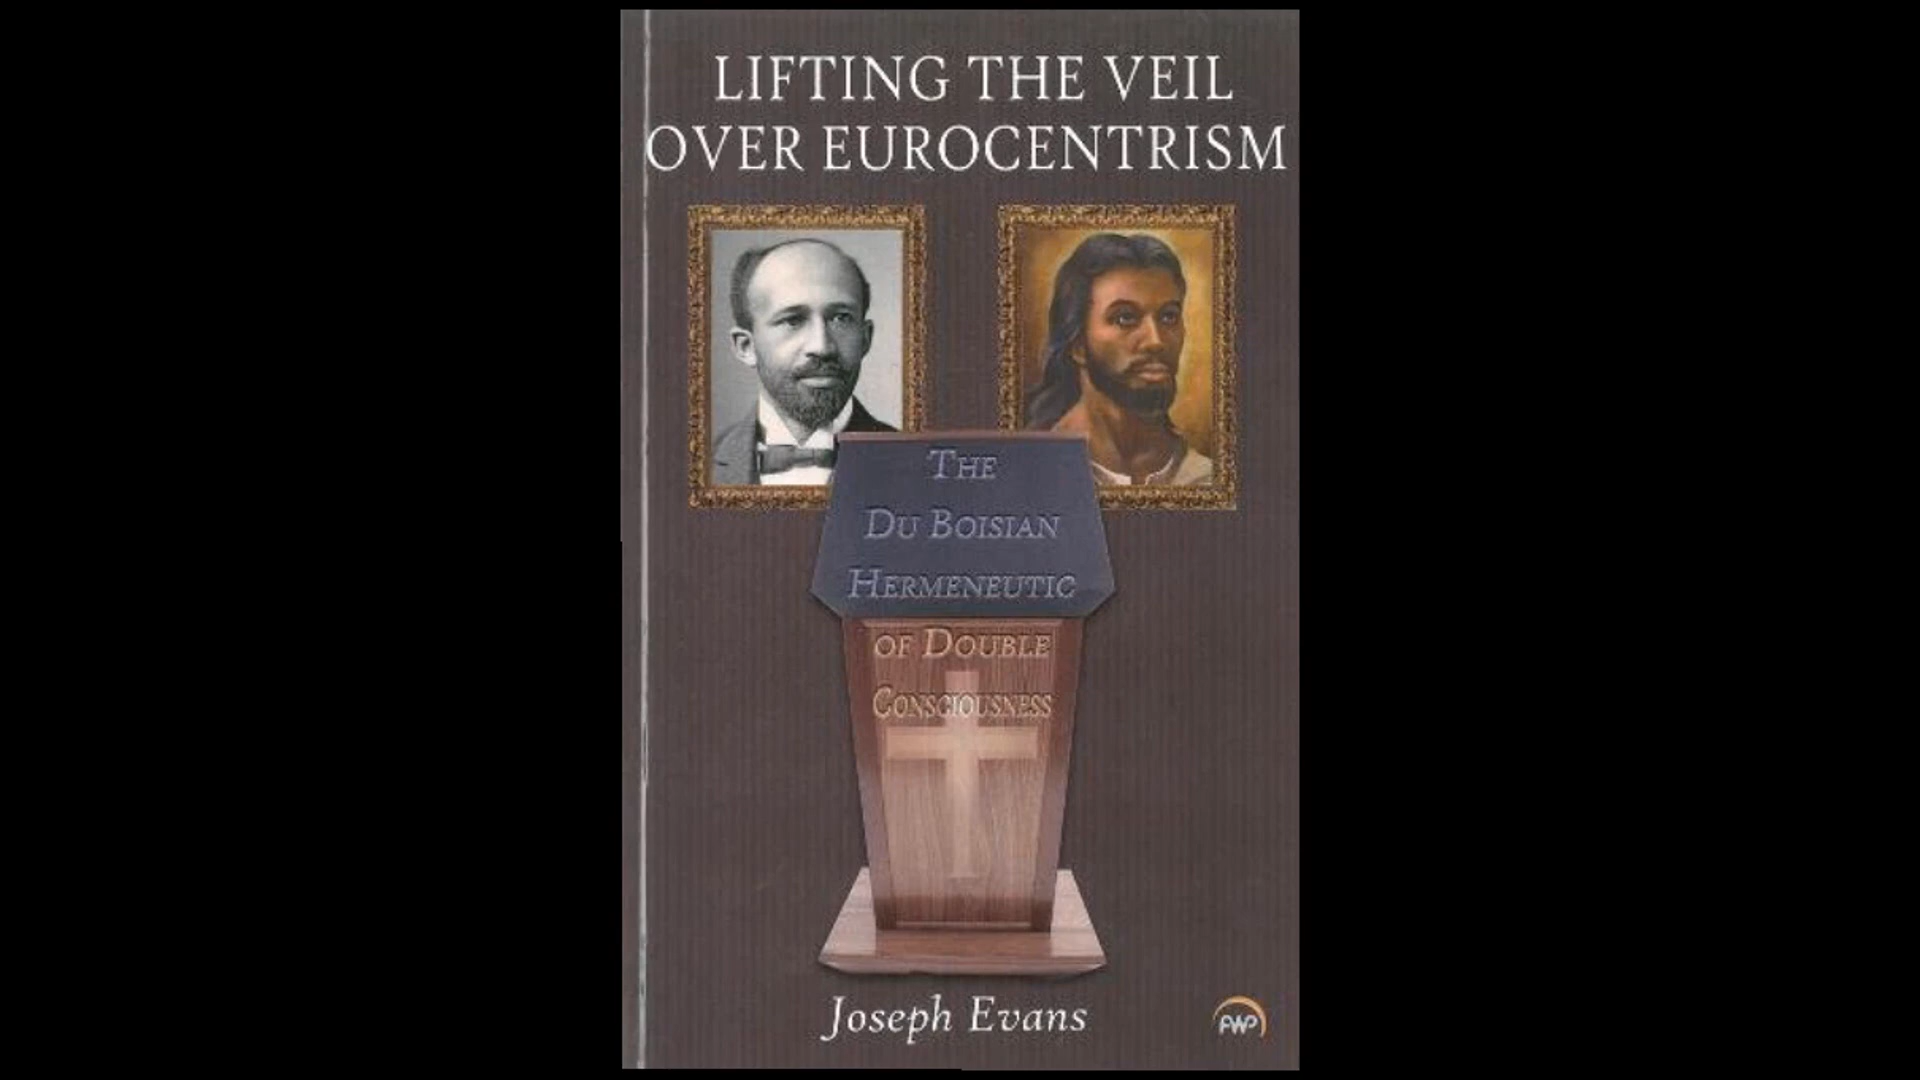 LIFTING THE VEIL
OVER EUROCENTRISM
THE
DU BOISIAN
HERMENEUTIC
OF DOUBLE
CONSCIOUSNESS
Joseph Evans
AWP